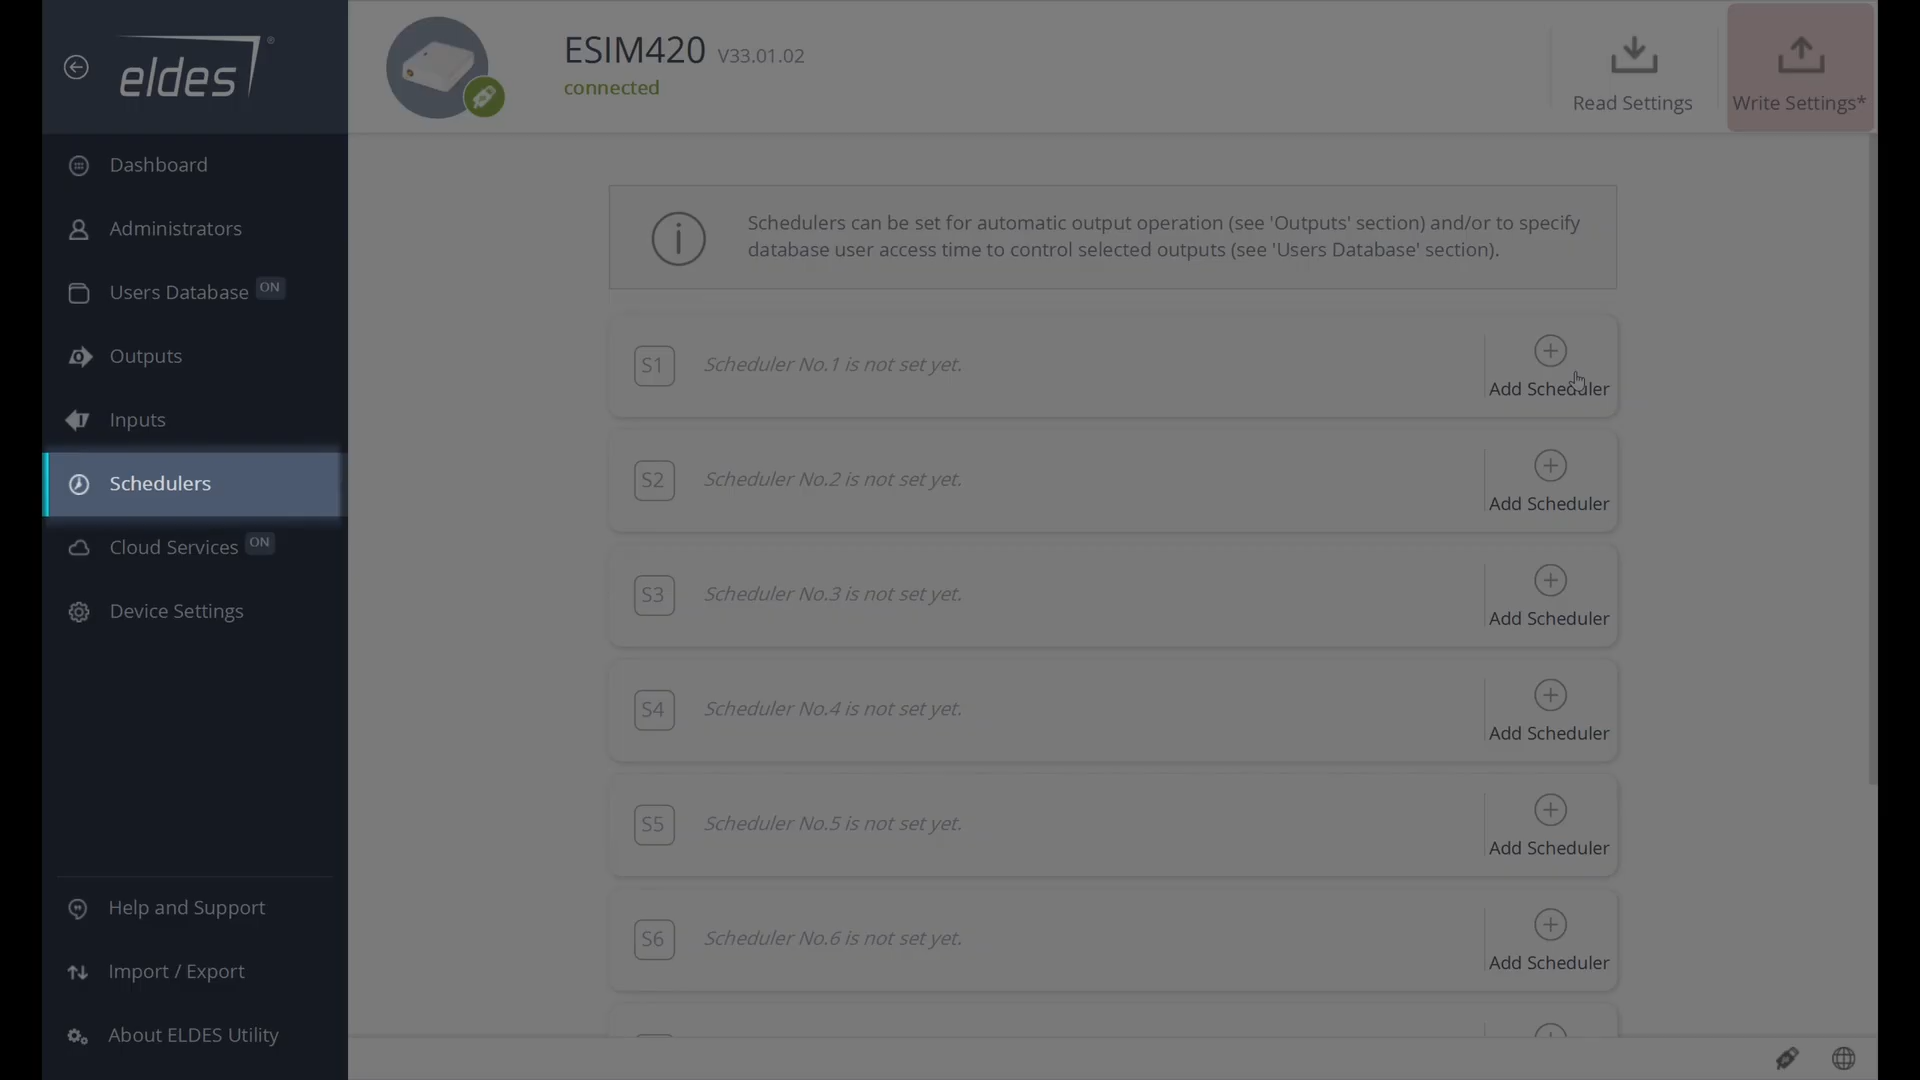 eldes®
ESIM420 V33.01.02
connected
Read Settings
Write Settings*
Dashboard
Administrators
Users Database ON
Outputs
Inputs
Schedulers
Cloud Services ON
Device Settings
Help and Support
Import / Export
About ELDES Utility
Schedulers can be set for automatic output operation (see 'Outputs' section) and/or to specify
database user access time to control selected outputs (see 'Users Database' section).
S1 Scheduler No.1 is not set yet. Add Scheduler
S2 Scheduler No.2 is not set yet. Add Scheduler
S3 Scheduler No.3 is not set yet. Add Scheduler
S4 Scheduler No.4 is not set yet. Add Scheduler
S5 Scheduler No.5 is not set yet. Add Scheduler
S6 Scheduler No.6 is not set yet. Add Scheduler